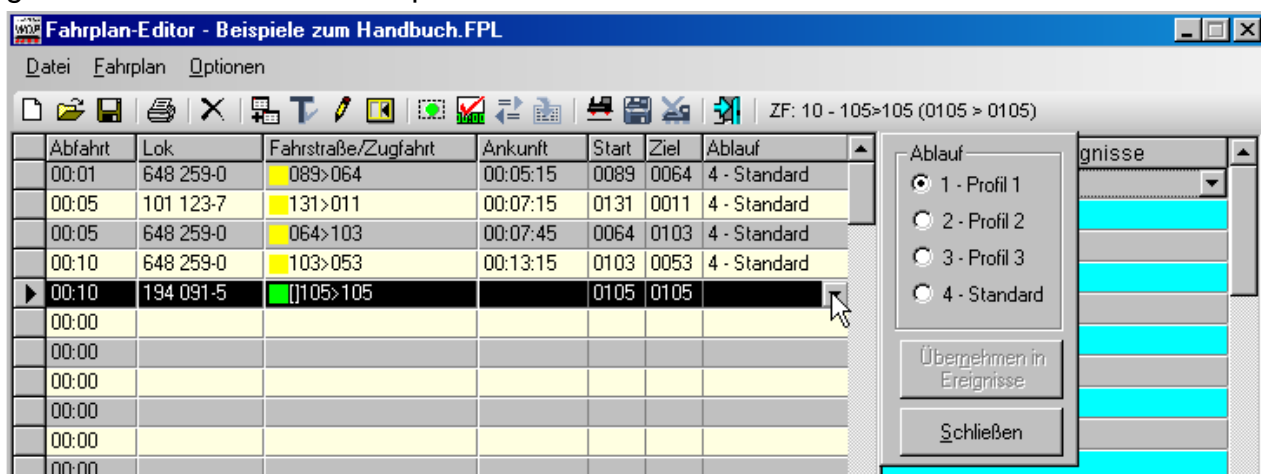 Fahrplan-Editor - Beispiele zum Handbuch.FPL
Datei Fahrplan Optionen
ZF: 10 - 105>105 (0105 > 0105)
Abfahrt Lok Fahrstraße/Zugfahrt Ankunft Start Ziel Ablauf
00:01 648 259-0 089>064 00:05:15 0089 0064 4 - Standard
00:05 101 123-7 131>011 00:07:15 0131 0011 4 - Standard
00:05 648 259-0 064>103 00:07:45 0064 0103 4 - Standard
00:10 648 259-0 103>053 00:13:15 0103 0053 4 - Standard
00:10 194 091-5 []105>105 0105 0105
00:00
00:00
00:00
00:00
00:00
00:00
Ablauf
1 - Profil 1
2 - Profil 2
3 - Profil 3
4 - Standard
Übernehmen in
Ereignisse
Schließen
gnisse